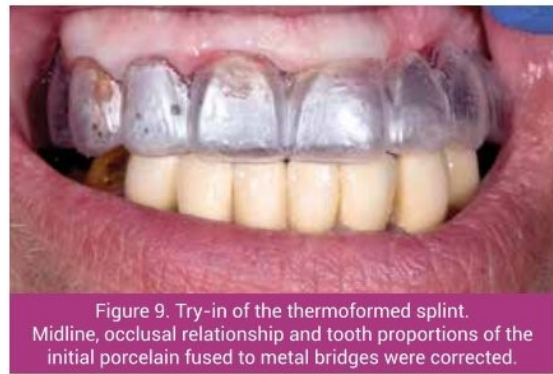 Figure 9. Try-in of the thermoformed splint.
Midline, occlusal relationship and tooth proportions of the
initial porcelain fused to metal bridges were corrected.